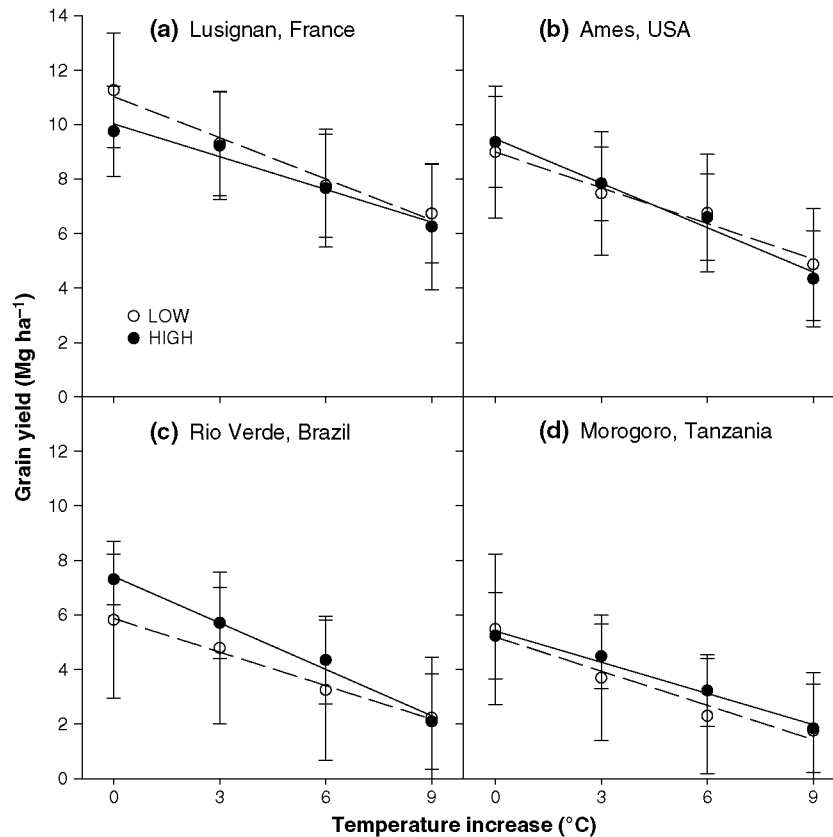 (a) Lusignan, France
(b) Ames, USA
14
12
10
8
6
4
2
0
LOW
HIGH
Grain yield (Mg ha⁻¹)
(c) Rio Verde, Brazil
(d) Morogoro, Tanzania
12
10
8
6
4
2
0
0 3 6 9 0 3 6 9
Temperature increase (°C)